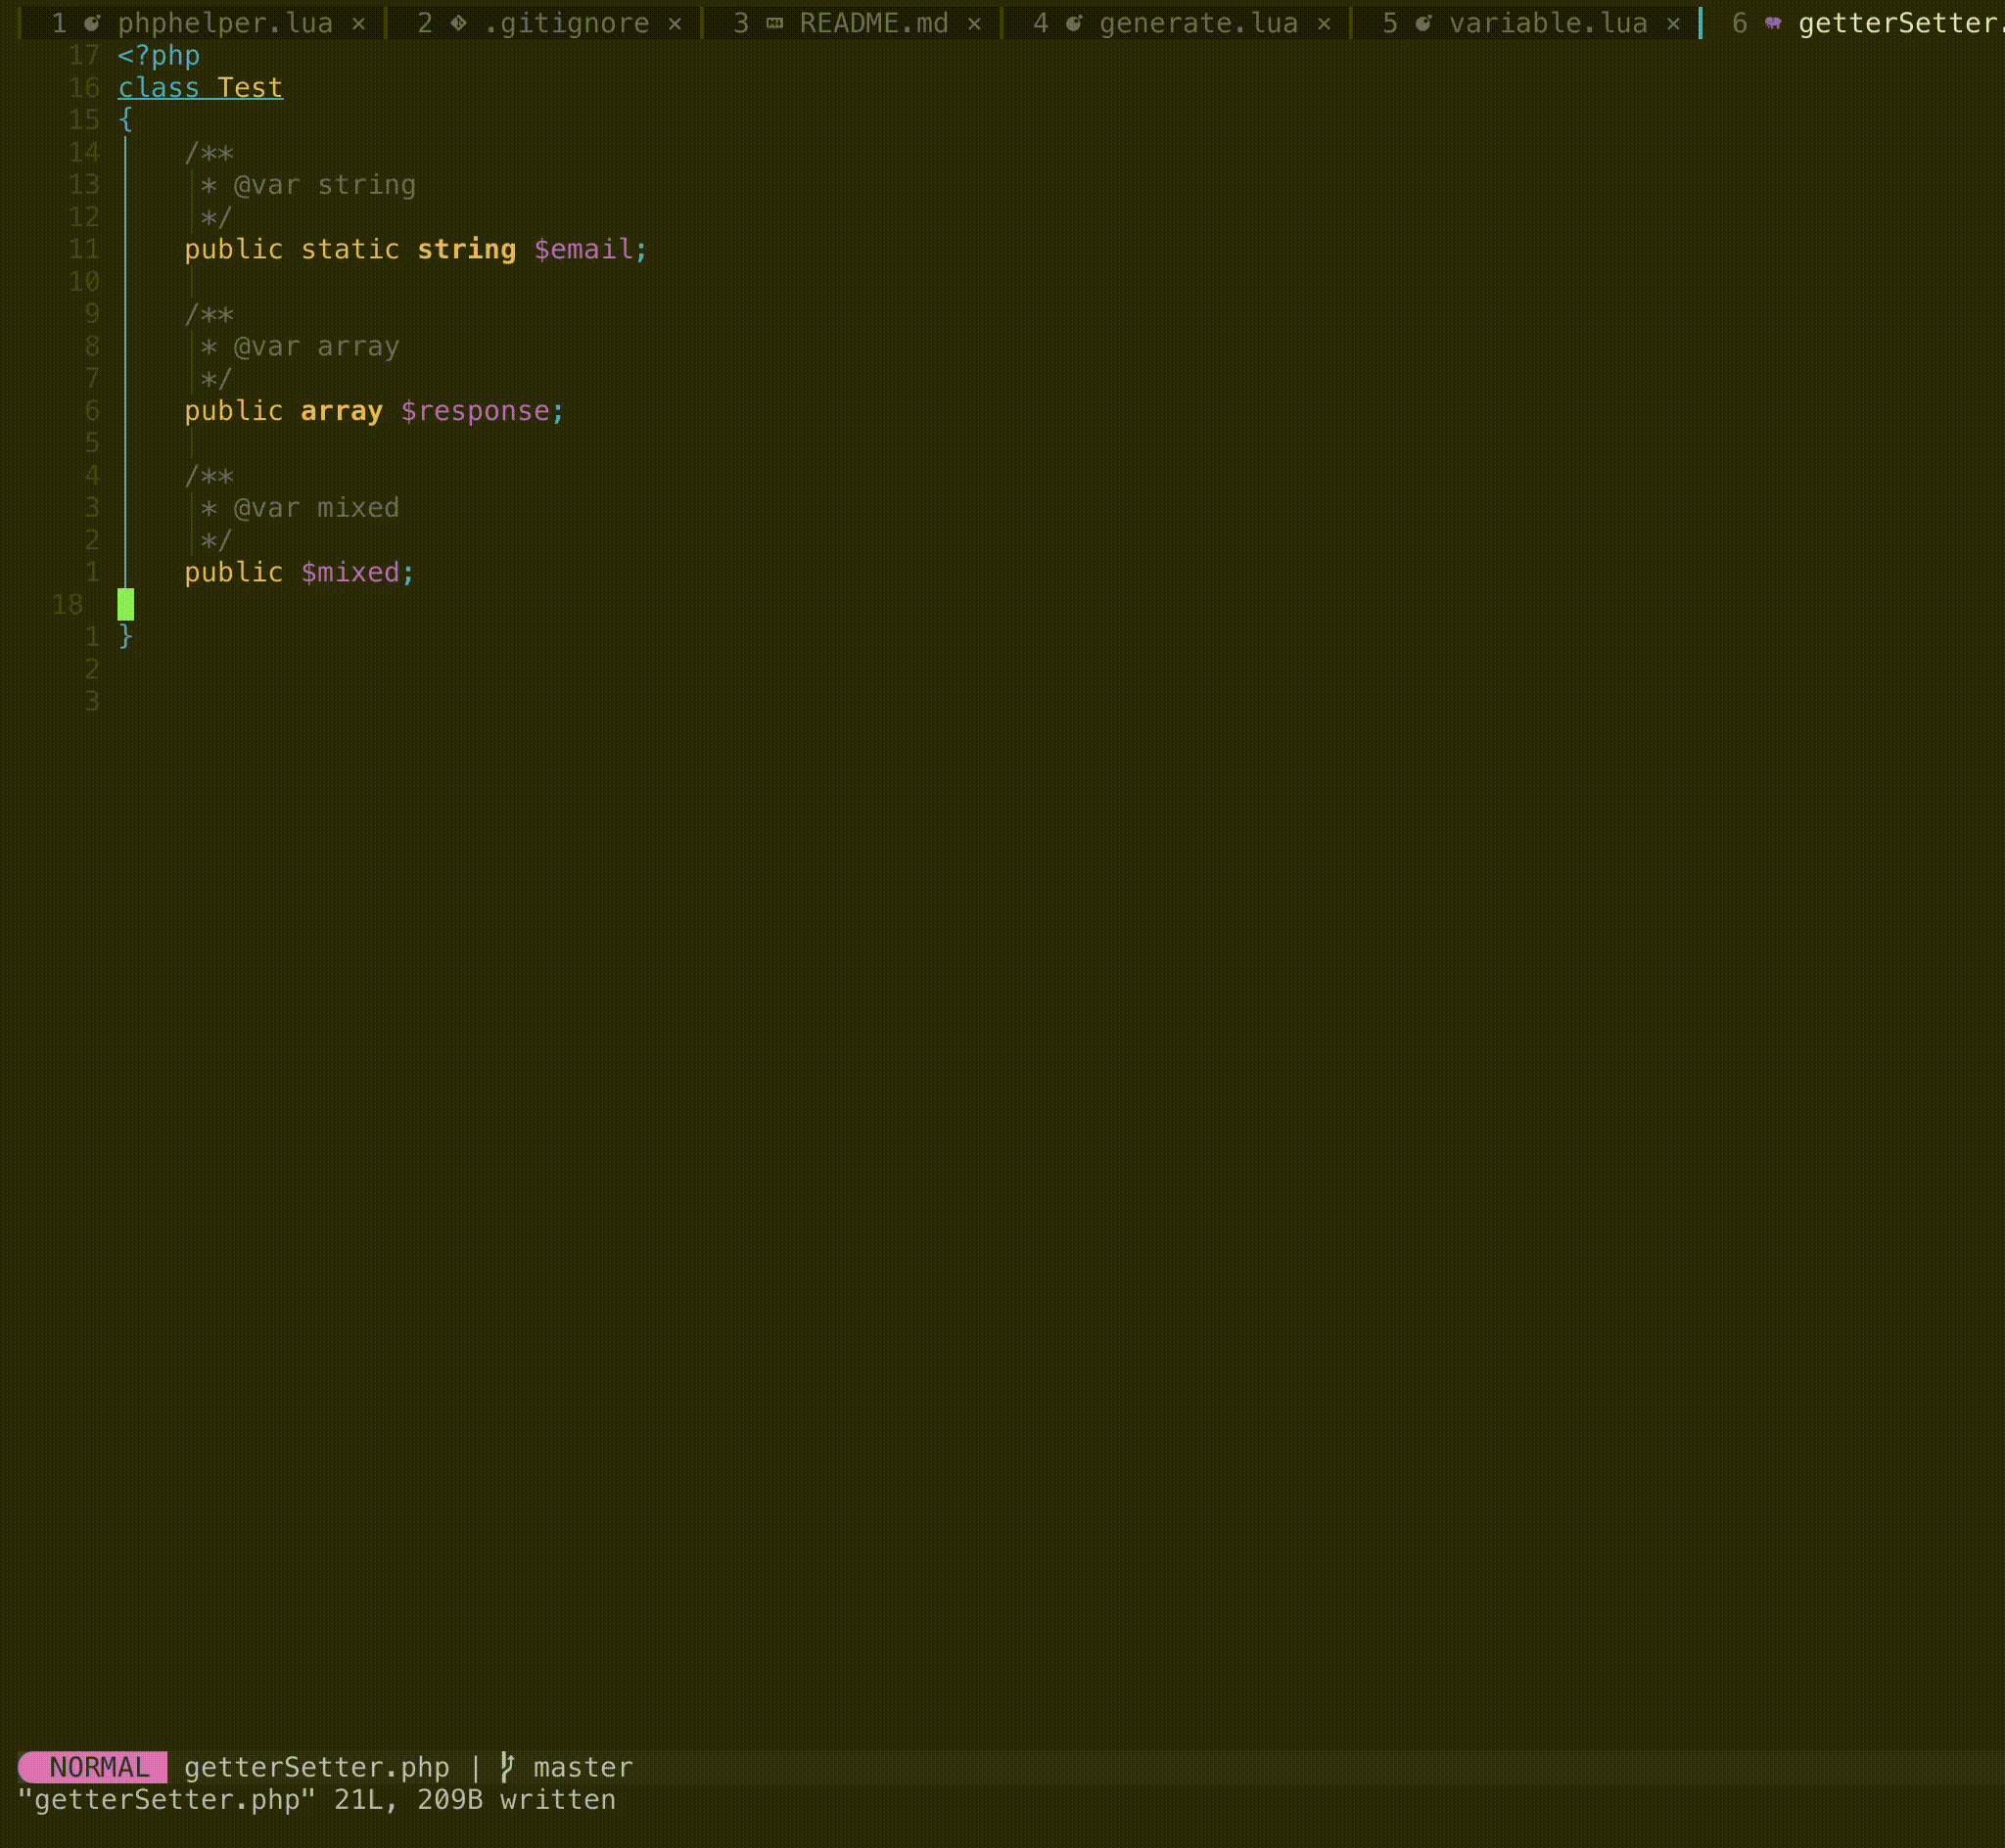 1 phphelper.lua × 2 .gitignore × 3 README.md × 4 generate.lua × 5 variable.lua × 6 getterSetter.
17 <?php
16 class Test
15 {
14     /**
13      * @var string
12      */
11     public static string $email;
10
9     /**
8      * @var array
7      */
6     public array $response;
5
4     /**
3      * @var mixed
2      */
1     public $mixed;
18
1 }
2
3
NORMAL getterSetter.php | master
"getterSetter.php" 21L, 209B written